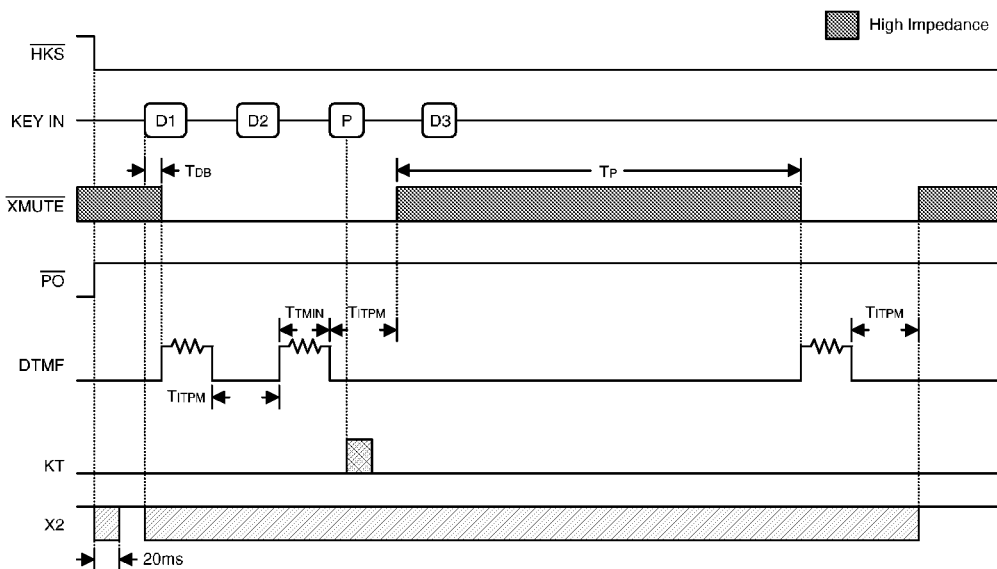 High Impedance
HKS
KEY IN D1 D2 P D3
TDB TP
XMUTE
PO
TTMIN TITPM TITPM
DTMF
TITPM
KT
X2
20ms